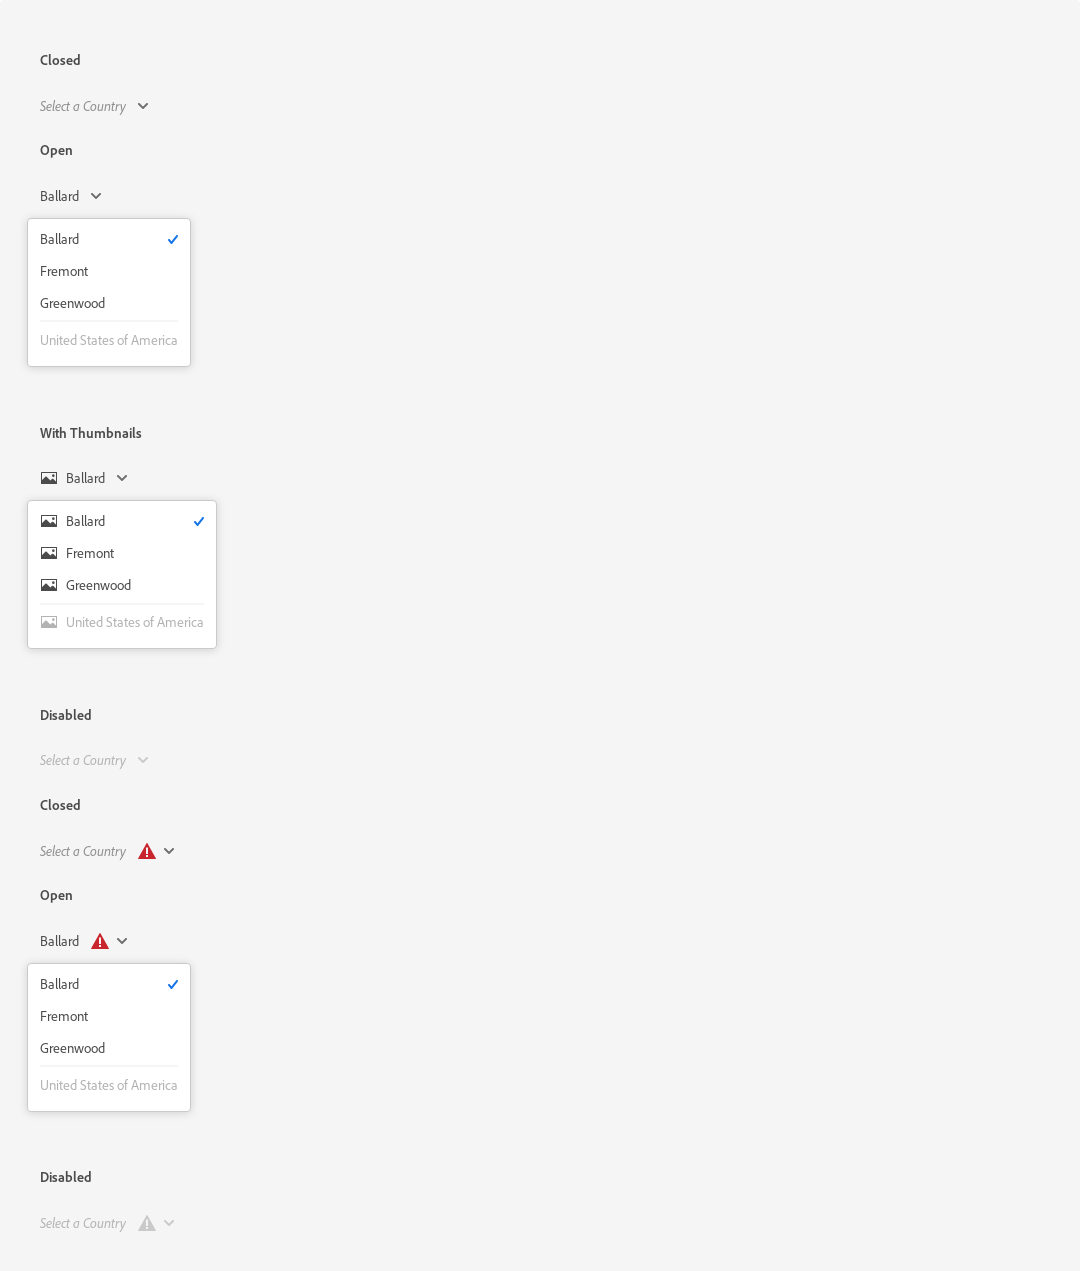 Closed
Select a Country
Open
Ballard
Ballard
Fremont
Greenwood
United States of America
With Thumbnails
Ballard
Ballard
Fremont
Greenwood
United States of America
Disabled
Select a Country
Closed
Select a Country
Open
Ballard
Ballard
Fremont
Greenwood
United States of America
Disabled
Select a Country